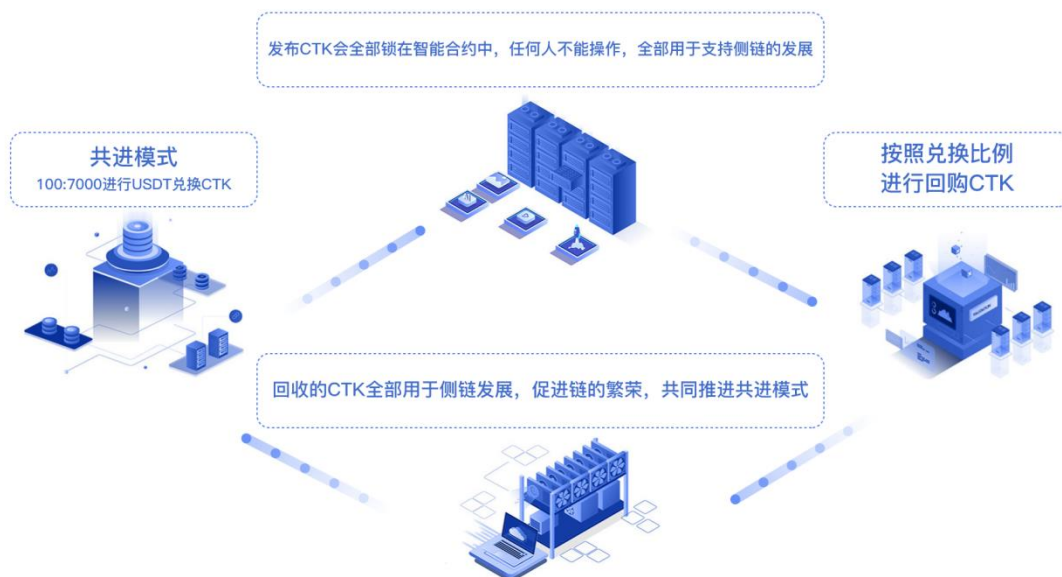 发布CTK会全部锁在智能合约中，任何人不能操作，全部用于支持侧链的发展
共进模式
100:7000进行USDT兑换CTK
按照兑换比例
进行回购CTK
回收的CTK全部用于侧链发展，促进链的繁荣，共同推进共进模式